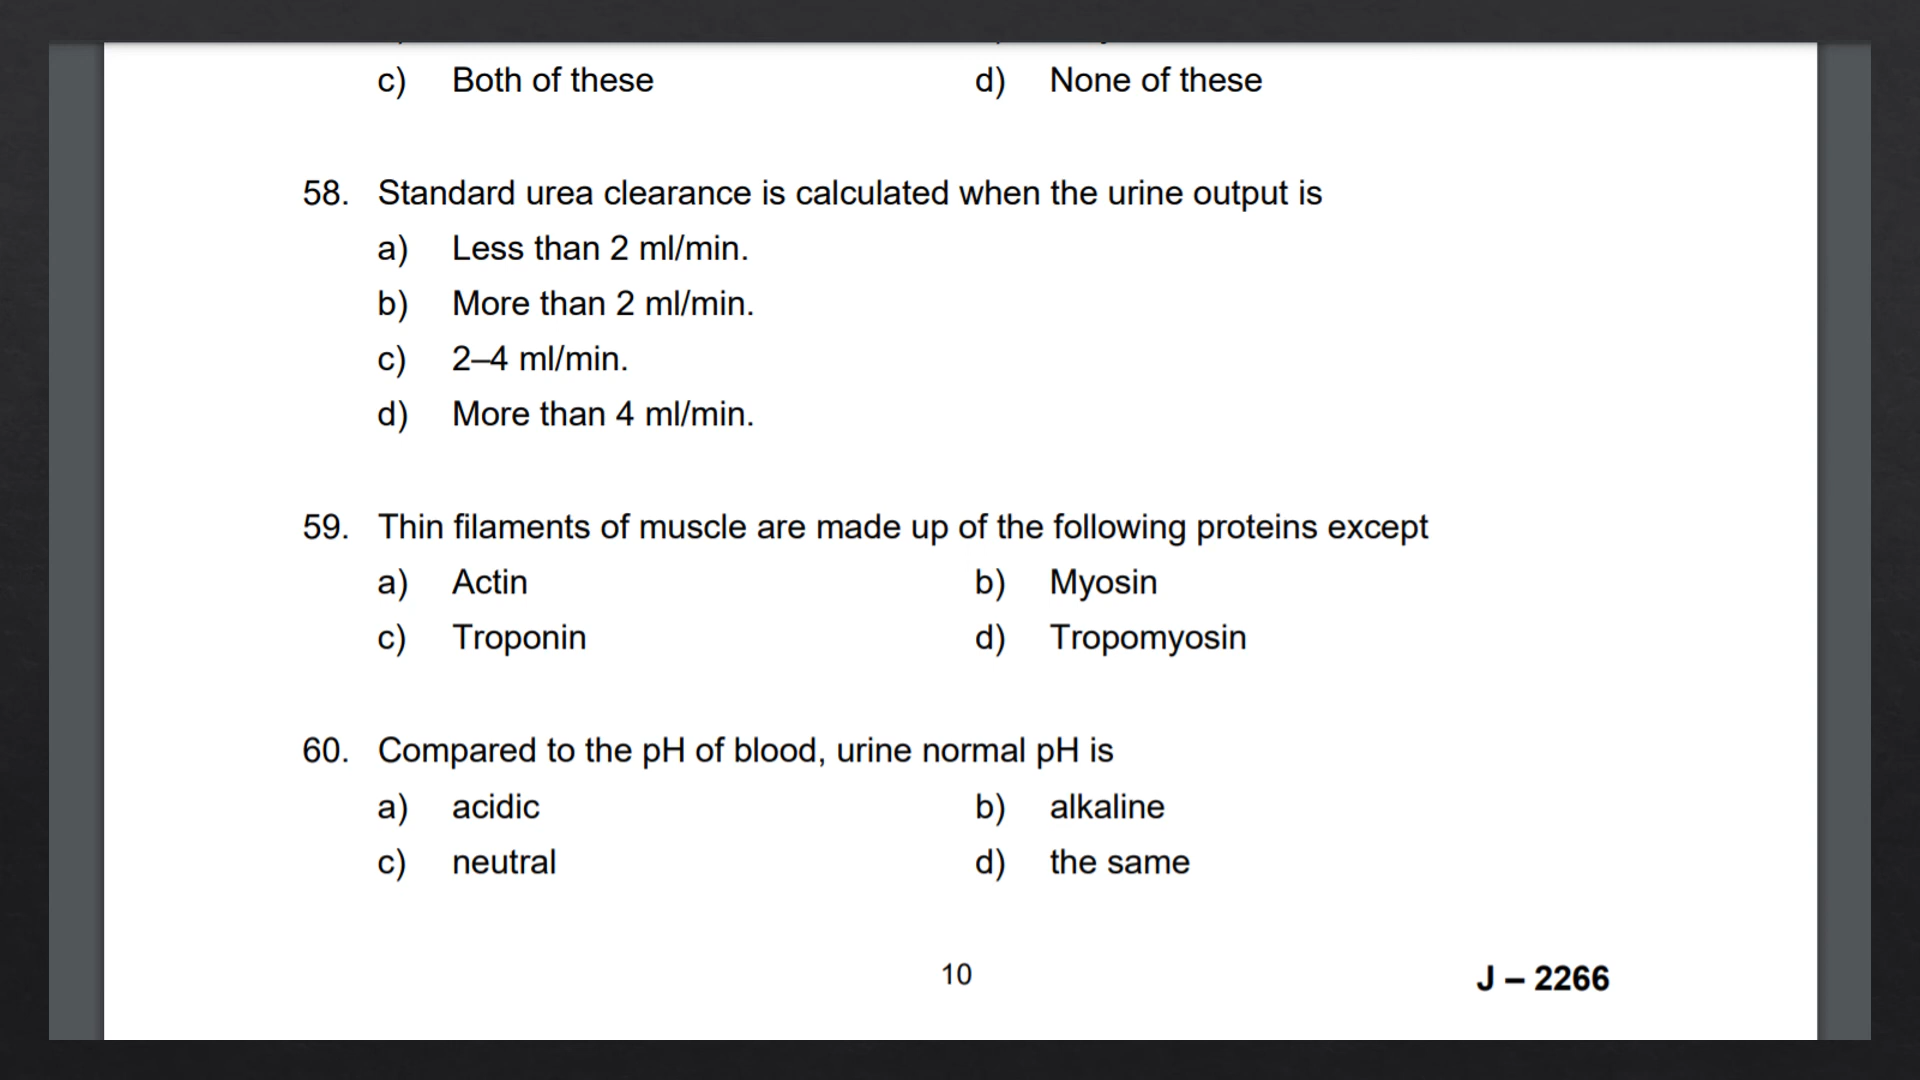 c) Both of these d) None of these
58. Standard urea clearance is calculated when the urine output is
a) Less than 2 ml/min.
b) More than 2 ml/min.
c) 2–4 ml/min.
d) More than 4 ml/min.
59. Thin filaments of muscle are made up of the following proteins except
a) Actin b) Myosin
c) Troponin d) Tropomyosin
60. Compared to the pH of blood, urine normal pH is
a) acidic b) alkaline
c) neutral d) the same
10 J – 2266